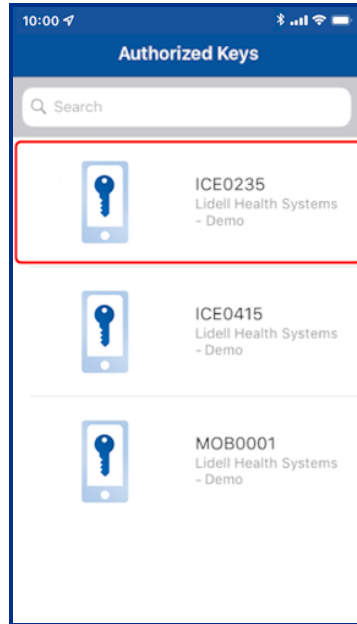 10:00
Authorized Keys
Search
ICE0235
Lidell Health Systems
- Demo
ICE0415
Lidell Health Systems
- Demo
MOB0001
Lidell Health Systems
- Demo